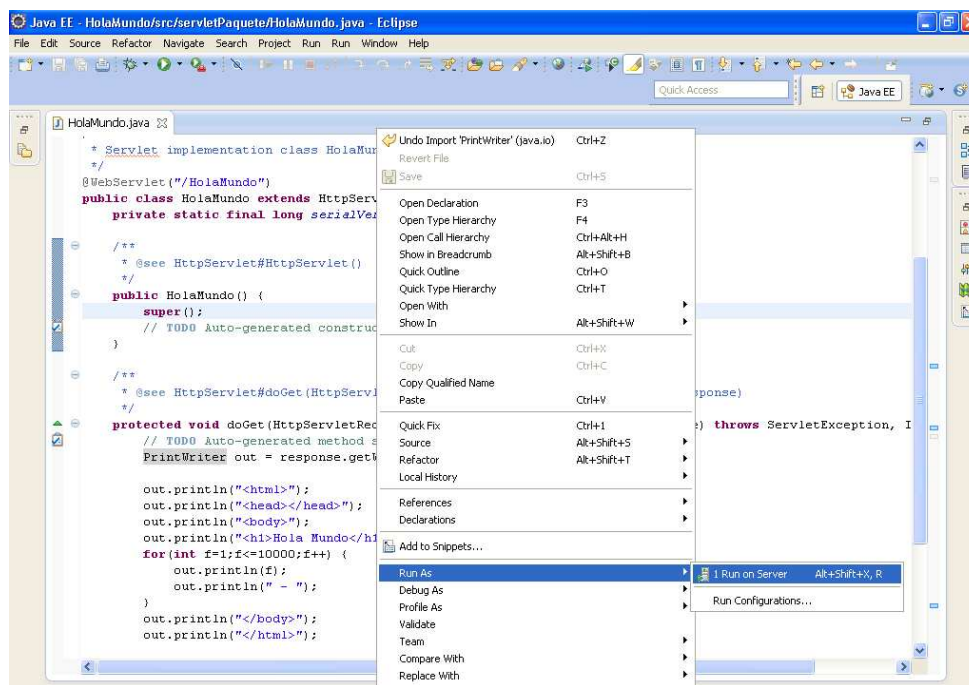 Java EE - HolaMundo/src/servletPaquete/HolaMundo.java - Eclipse
File Edit Source Refactor Navigate Search Project Run Run Window Help
Quick Access
Java EE
HolaMundo.java
* Servlet implementation class HolaMun
*/
@WebServlet("/HolaMundo")
public class HolaMundo extends HttpServ
private static final long serialVer
/**
* @see HttpServlet#HttpServlet()
*/
public HolaMundo() {
super();
// TODO Auto-generated construc
}
/**
* @see HttpServlet#doGet(HttpServl
ponse)
*/
protected void doGet(HttpServletReq
e) throws ServletException, I
// TODO Auto-generated method s
PrintWriter out = response.getW
out.println("<html>");
out.println("<head></head>");
out.println("<body>");
out.println("<h1>Hola Mundo</h1
for(int f=1;f<=10000;f++) {
out.println(f);
out.println(" - ");
}
out.println("</body>");
out.println("</html>");
Undo Import 'PrintWriter' (java.io) Ctrl+Z
Revert File
Save Ctrl+S
Open Declaration F3
Open Type Hierarchy F4
Open Call Hierarchy Ctrl+Alt+H
Show in Breadcrumb Alt+Shift+B
Quick Outline Ctrl+O
Quick Type Hierarchy Ctrl+T
Open With
Show In Alt+Shift+W
Cut Ctrl+X
Copy Ctrl+C
Copy Qualified Name
Paste Ctrl+V
Quick Fix Ctrl+1
Source Alt+Shift+S
Refactor Alt+Shift+T
Local History
References
Declarations
Add to Snippets...
Run As
Debug As
Profile As
Validate
Team
Compare With
Replace With
1 Run on Server Alt+Shift+X, R
Run Configurations...